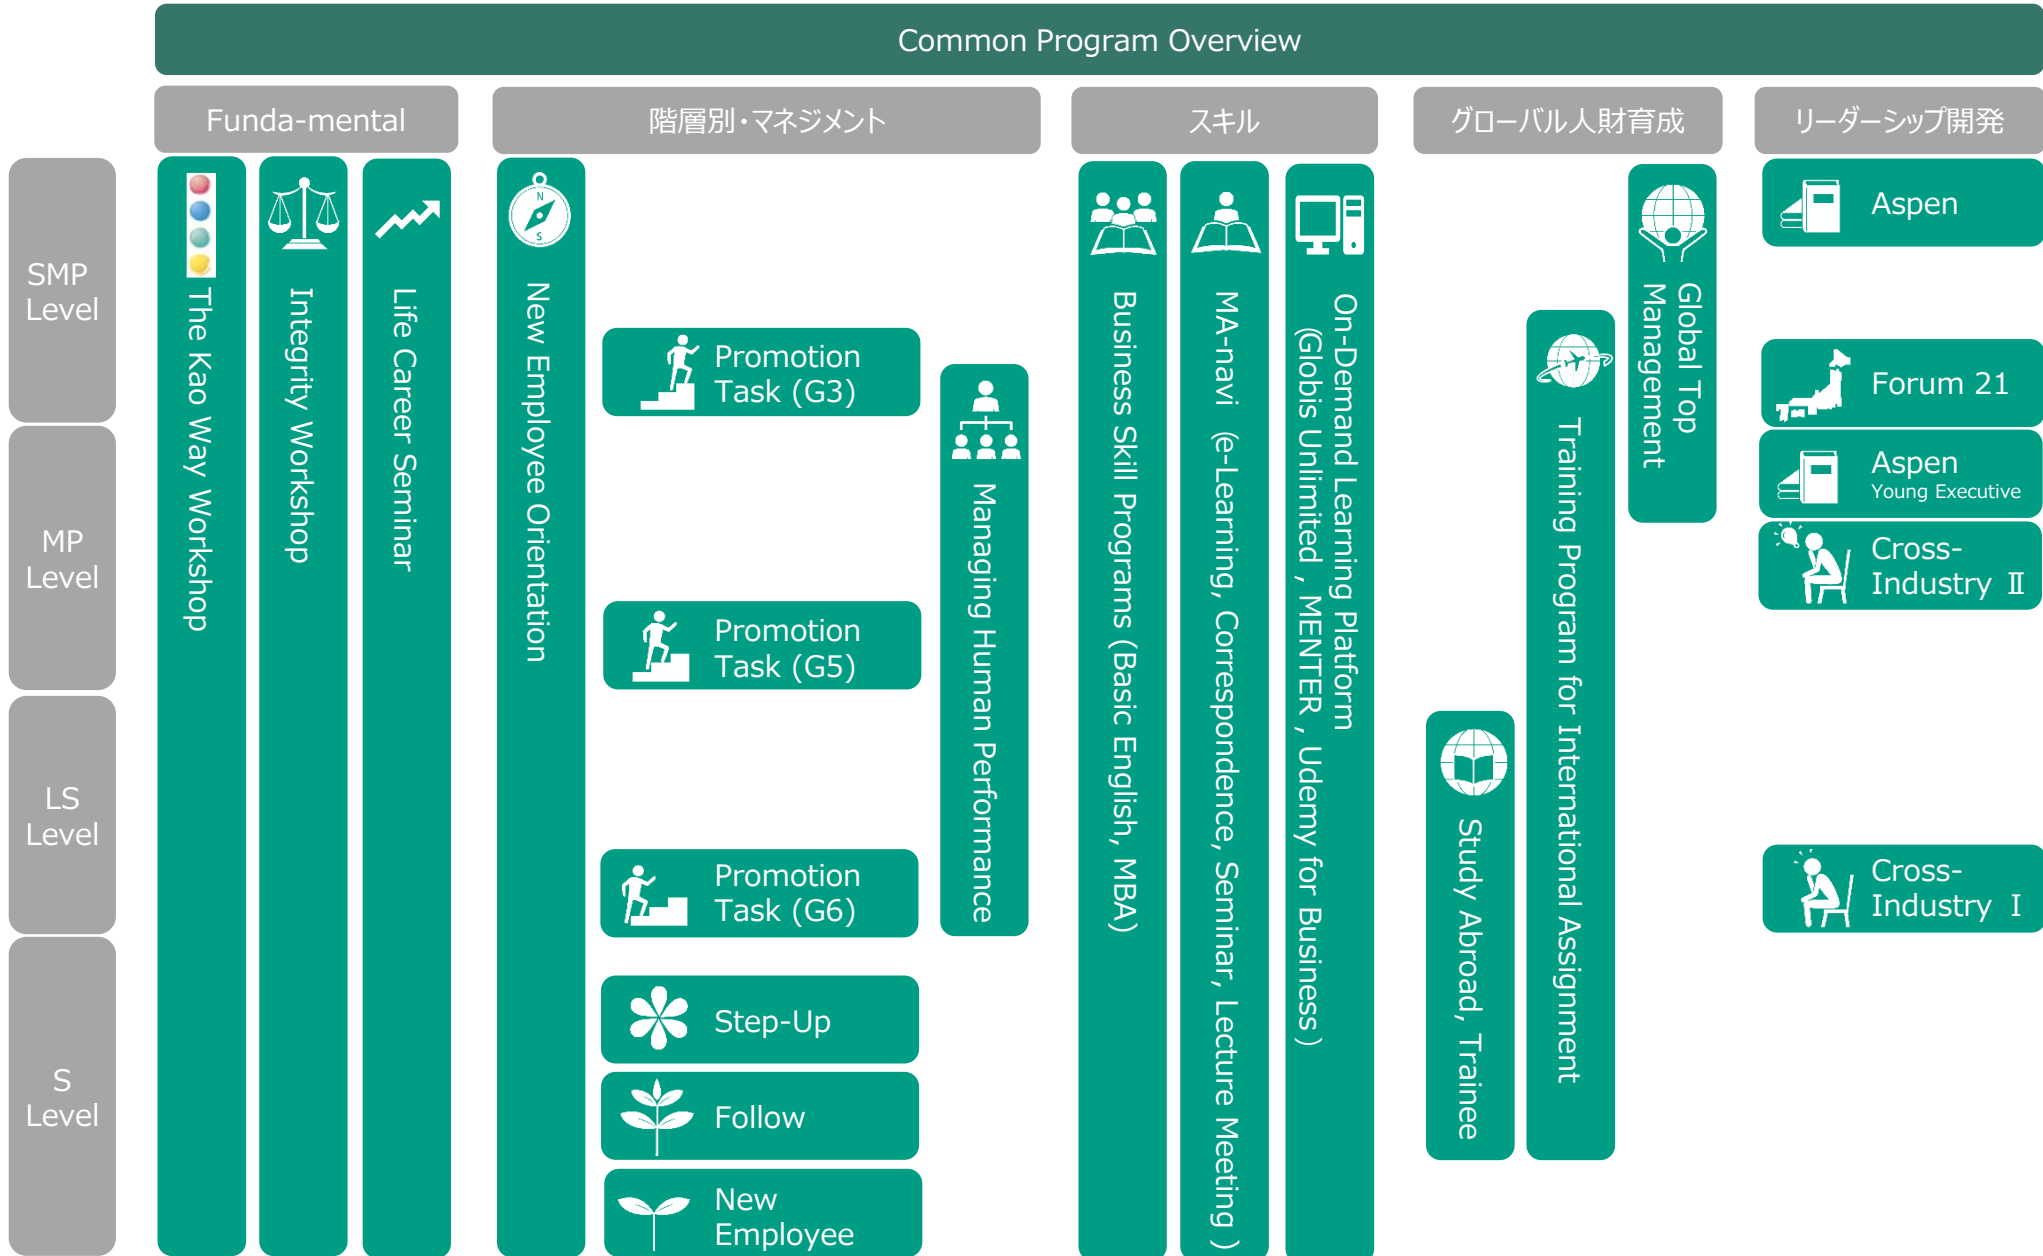 Common Program Overview
Funda-mental
階層別・マネジメント
スキル
グローバル人財育成
リーダーシップ開発
SMP
Level
MP
Level
LS
Level
S
Level
The Kao Way Workshop
Integrity Workshop
Life Career Seminar
N
S
New Employee Orientation
Promotion
Task (G3)
Promotion
Task (G5)
Promotion
Task (G6)
Step-Up
Follow
New
Employee
Managing Human Performance
Business Skill Programs (Basic English, MBA)
MA-navi (e-Learning, Correspondence, Seminar, Lecture Meeting )
On-Demand Learning Platform
(Globis Unlimited , MENTER , Udemy for Business )
Study Abroad, Trainee
Training Program for International Assignment
Global Top
Management
Aspen
Forum 21
Aspen
Young Executive
Cross-
Industry Ⅱ
Cross-
Industry Ⅰ